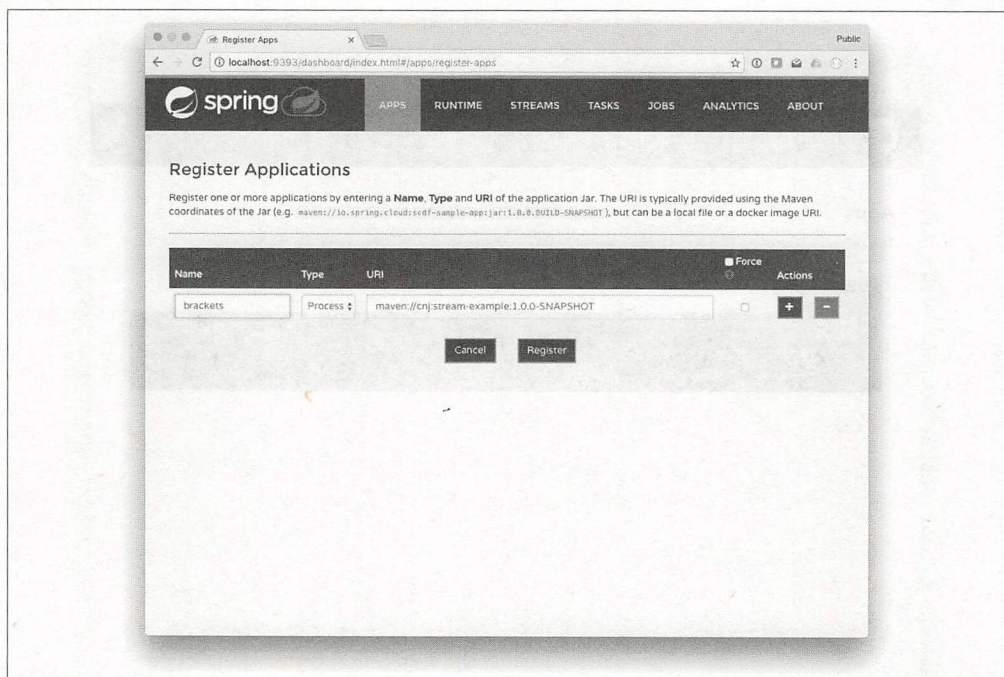 Register Apps
Public
localhost:9393/dashboard/index.html#/apps/register-apps
spring
APPS RUNTIME STREAMS TASKS JOBS ANALYTICS ABOUT
Register Applications
Register one or more applications by entering a Name, Type and URI of the application Jar. The URI is typically provided using the Maven
coordinates of the Jar (e.g. maven://io.spring.cloud:scdf-sample-app:jar:1.0.0.BUILD-SNAPSHOT), but can be a local file or a docker image URI.
Force
Name Type URI Actions
brackets Process maven://cnj:stream-example:1.0.0-SNAPSHOT + -
Cancel Register